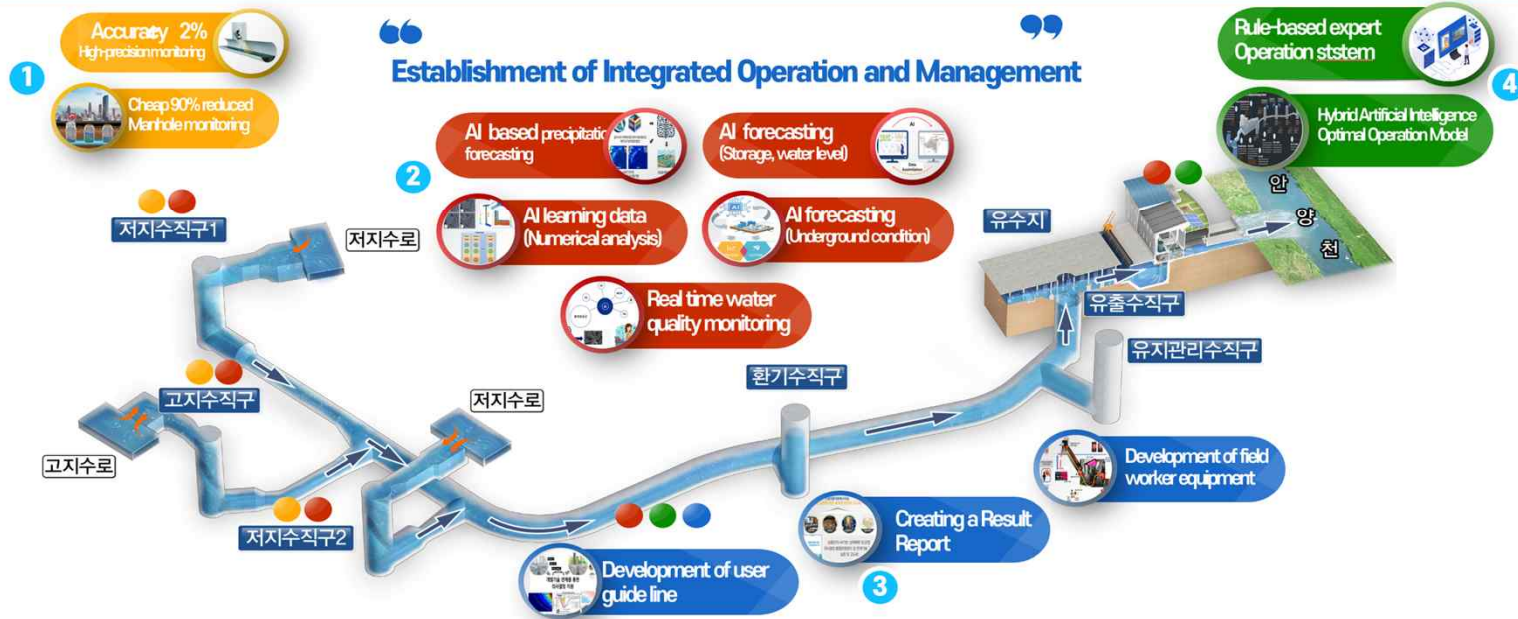 Accuracy 2%
High-precision monitoring
1
Cheap 90% reduced
Manhole monitoring
“
”
Establishment of Integrated Operation and Management
Rule-based expert
Operation ststem
4
Hybrid Artificial Intelligence
Optimal Operation Model
2
AI based precipitatio
forecasting
AI forecasting
(Storage, water level)
AI
AI learning data
(Numerical analysis)
AI forecasting
(Underground condition)
Real time water
quality monitoring
저지수직구1
저지수로
고지수직구
고지수로
저지수로
저지수직구2
환기수직구
유수지
안
양
천
유출수직구
유지관리수직구
Development of field
worker equipment
Creating a Result
Report
3
Development of user
guide line